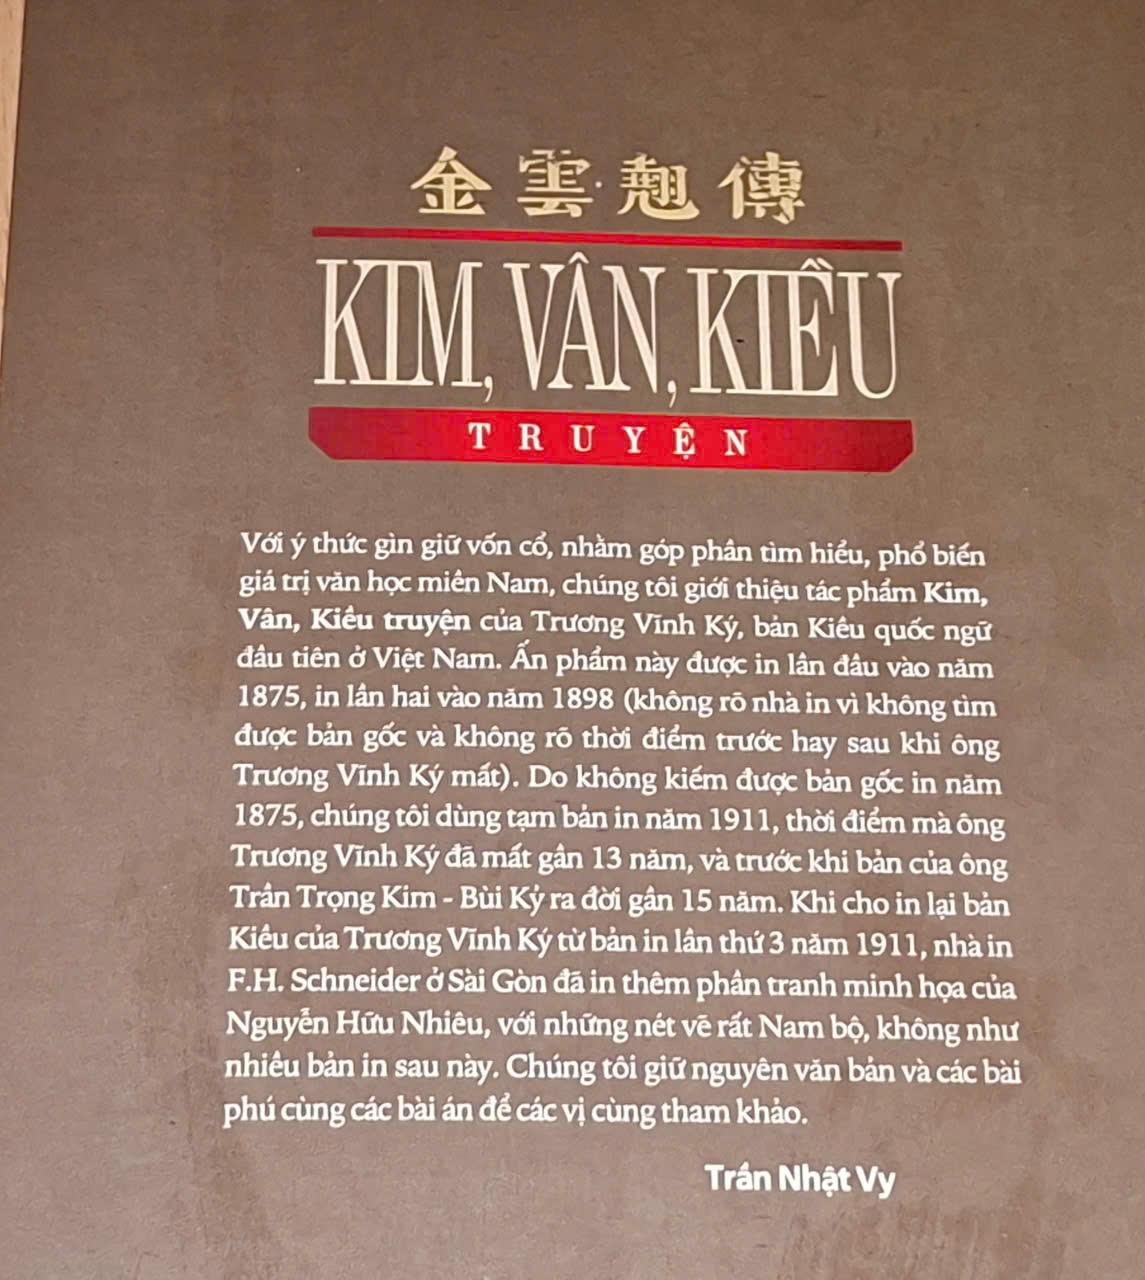 金雲翹傳
KIM, VÂN, KIỀU
TRUYỆN
Với ý thức gìn giữ vốn cổ, nhằm góp phần tìm hiểu, phổ biến
giá trị văn học miền Nam, chúng tôi giới thiệu tác phẩm Kim,
Vân, Kiều truyện của Trương Vĩnh Ký, bản Kiều quốc ngữ
đầu tiên ở Việt Nam. Ấn phẩm này được in lần đầu vào năm
1875, in lần hai vào năm 1898 (không rõ nhà in vì không tìm
được bản gốc và không rõ thời điểm trước hay sau khi ông
Trương Vĩnh Ký mất). Do không kiếm được bản gốc in năm
1875, chúng tôi dùng tạm bản in năm 1911, thời điểm mà ông
Trương Vĩnh Ký đã mất gần 13 năm, và trước khi bản của ông
Trần Trọng Kim - Bùi Kỷ ra đời gần 15 năm. Khi cho in lại bản
Kiều của Trương Vĩnh Ký từ bản in lần thứ 3 năm 1911, nhà in
F.H. Schneider ở Sài Gòn đã in thêm phần tranh minh họa của
Nguyễn Hữu Nhiêu, với những nét vẽ rất Nam bộ, không như
nhiều bản in sau này. Chúng tôi giữ nguyên văn bản và các bài
phú cùng các bài án để các vị cùng tham khảo.
Trần Nhật Vy